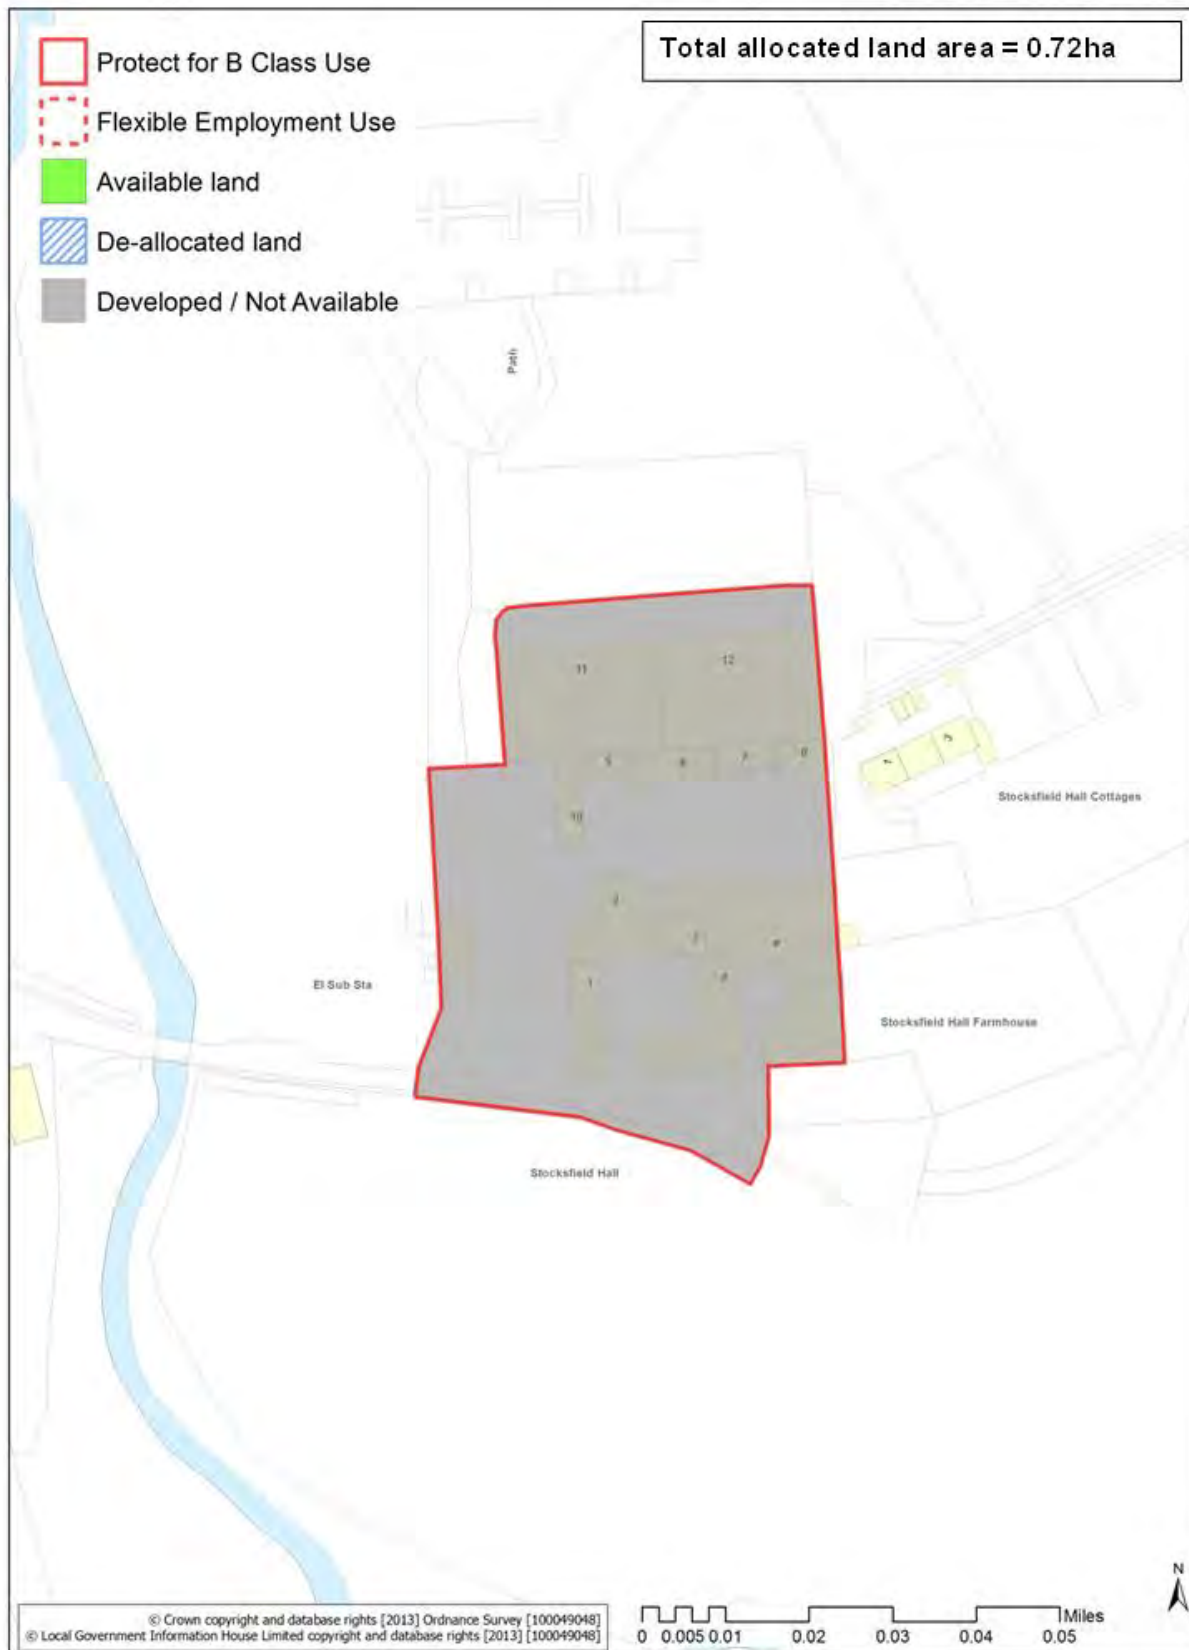 Total allocated land area = 0.72ha
Protect for B Class Use
Flexible Employment Use
Available land
De-allocated land
Developed / Not Available
Path
11
12
5
6
7
10
Stocksfield Hall Cottages
2
1
El Sub Sta
Stocksfield Hall Farmhouse
Stocksfield Hall
N
Miles
0 0.005 0.01 0.02 0.03 0.04 0.05
© Crown copyright and database rights [2013] Ordnance Survey [100049048]
© Local Government Information House Limited copyright and database rights [2013] [100049048]